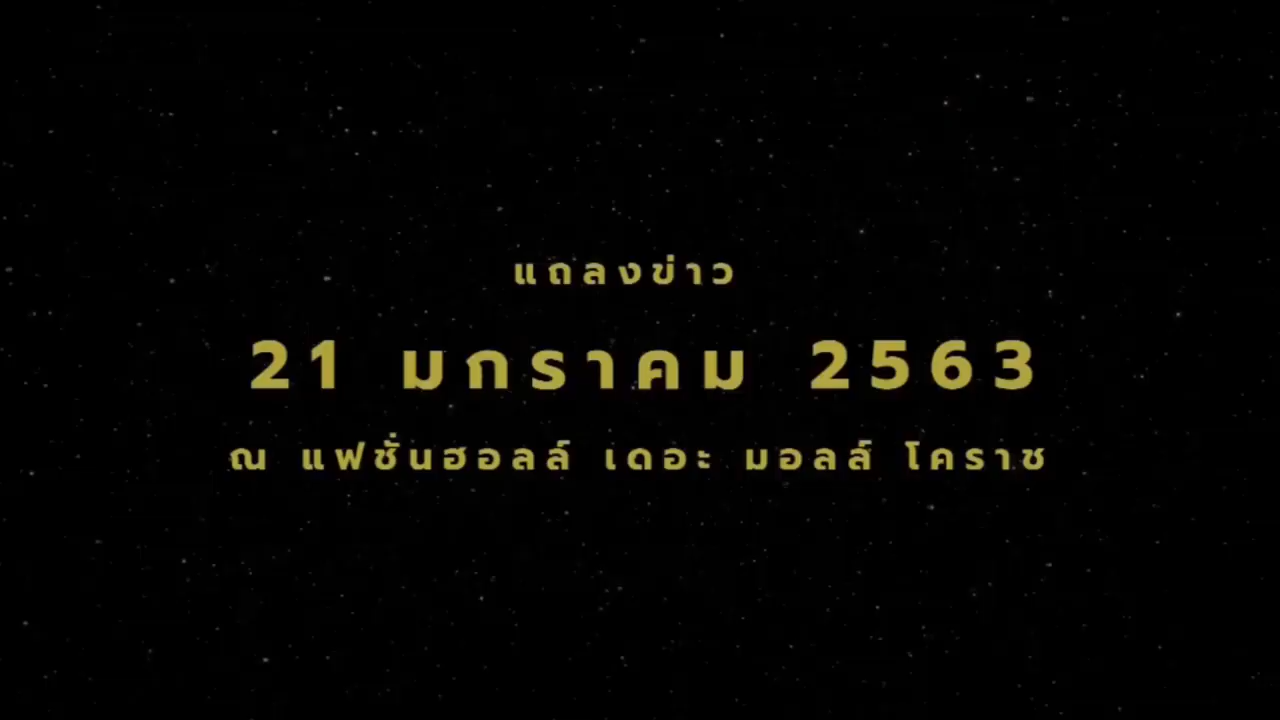 แถลงข่าว
21 มกราคม 2563
ณ แฟชั่นฮอลล์ เดอะ มอลส์ โคราช